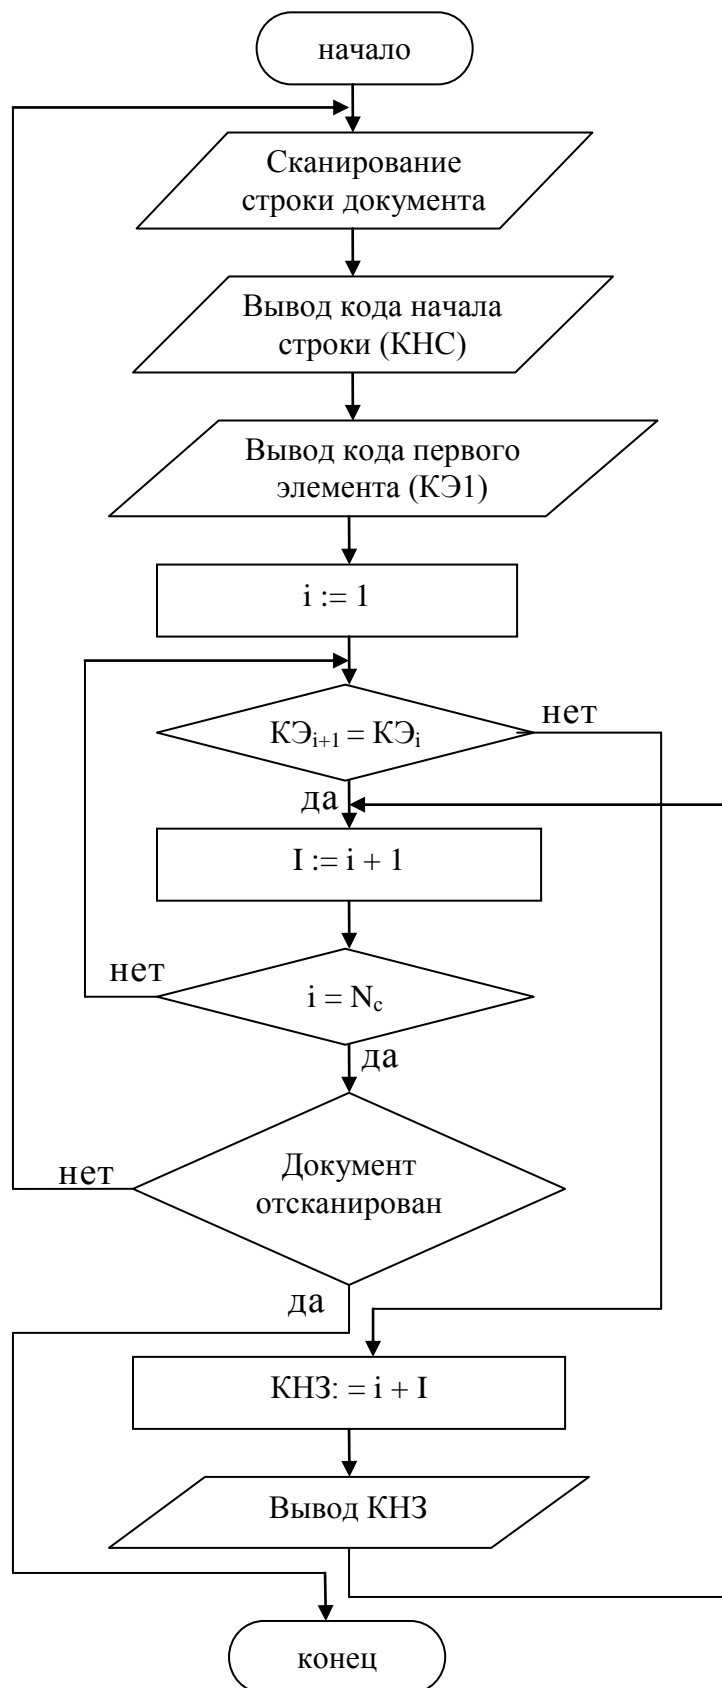 начало
Сканирование
строки документа
Вывод кода начала
строки (КНС)
Вывод кода первого
элемента (КЭ1)
i := 1
КЭi+1 = КЭi
нет
да
I := i + 1
нет
i = Nc
да
Документ
отсканирован
нет
да
КНЗ: = i + I
Вывод КНЗ
конец